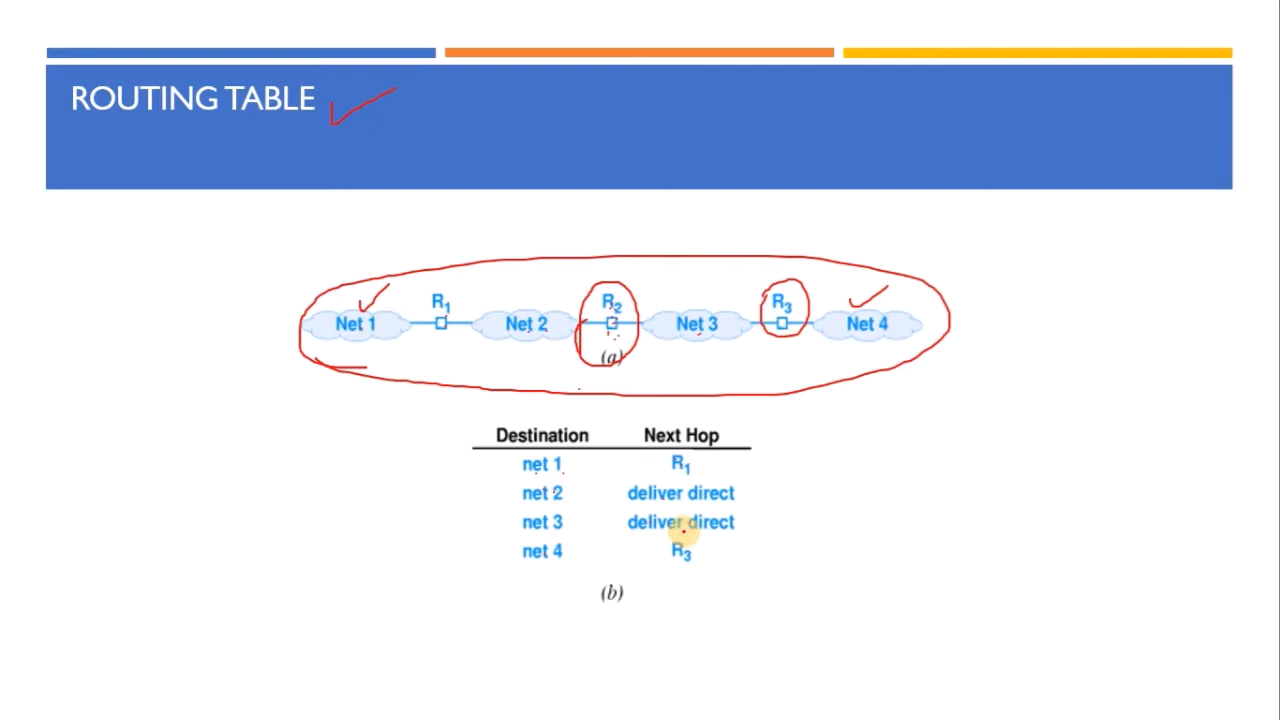 ROUTING TABLE
R1 R2 R3
Net 1 Net 2 Net 3 Net 4
(a)
Destination Next Hop
net 1 R1
net 2 deliver direct
net 3 deliver direct
net 4 R3
(b)